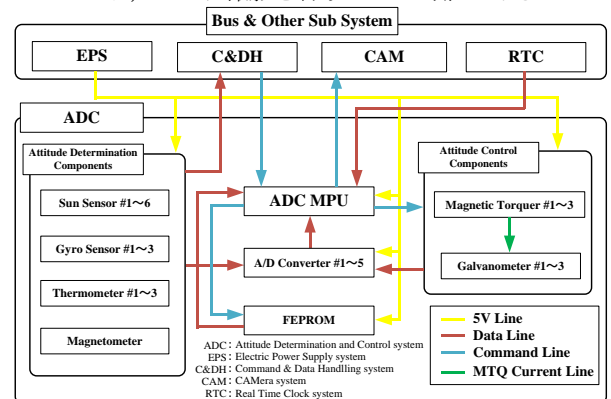 Bus & Other Sub System
EPS
C&DH
CAM
RTC
ADC
Attitude Determination
Components
Sun Sensor #1～6
Gyro Sensor #1～3
Thermometer #1～3
Magnetometer
ADC MPU
A/D Converter #1～5
FEPROM
Attitude Control
Components
Magnetic Torquer #1～3
Galvanometer #1～3
5V Line
Data Line
Command Line
MTQ Current Line
ADC： Attitude Determination and Control system
EPS： Electric Power Supply system
C&DH： Command & Data Handlling system
CAM： CAMera system
RTC： Real Time Clock system